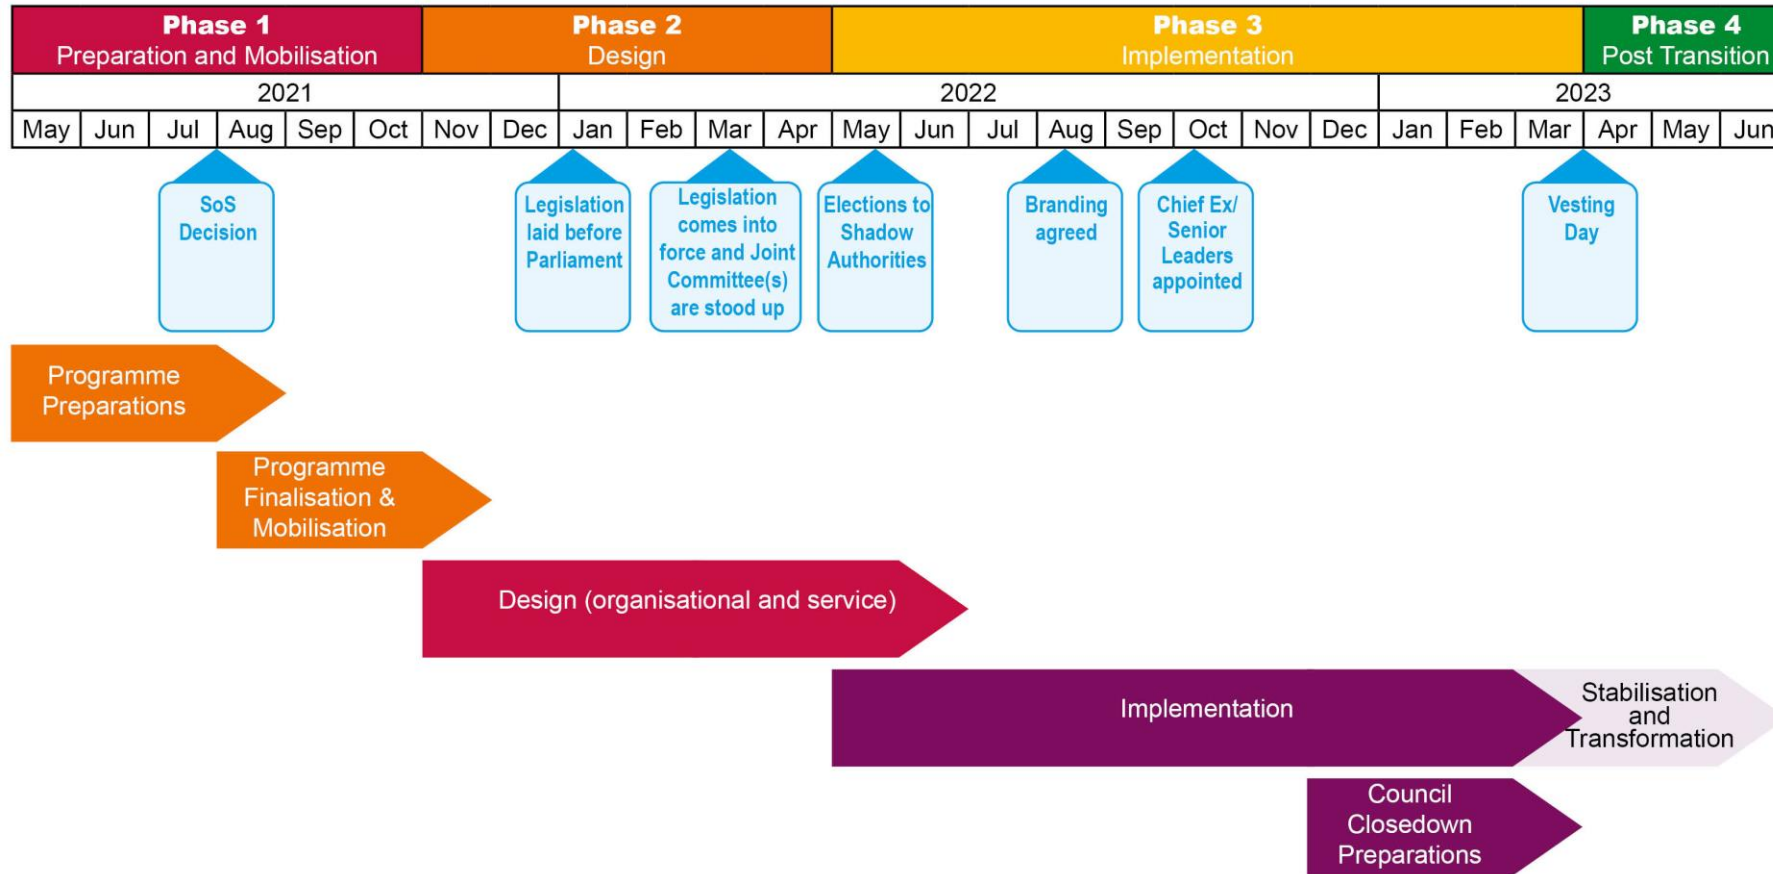 Phase 1
Preparation and Mobilisation
Phase 2
Design
Phase 3
Implementation
Phase 4
Post Transition
2021
2022
2023
May Jun Jul Aug Sep Oct Nov Dec Jan Feb Mar Apr May Jun Jul Aug Sep Oct Nov Dec Jan Feb Mar Apr May Jun
SoS
Decision
Legislation
laid before
Parliament
Legislation
comes into
force and Joint
Committee(s)
are stood up
Elections to
Shadow
Authorities
Branding
agreed
Chief Ex/
Senior
Leaders
appointed
Vesting
Day
Programme
Preparations
Programme
Finalisation &
Mobilisation
Design (organisational and service)
Implementation
Stabilisation
and
Transformation
Council
Closedown
Preparations